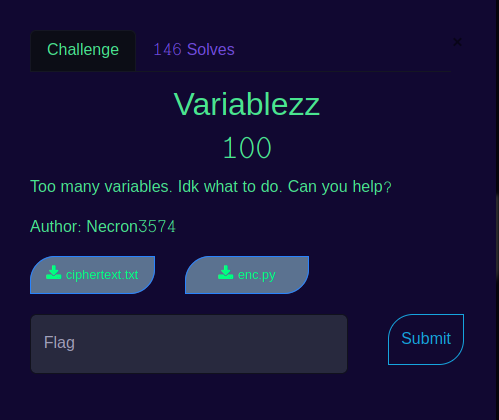 Challenge 146 Solves ×
Variablezz
100
Too many variables. Idk what to do. Can you help?
Author: Necron3574
ciphertext.txt enc.py
Flag Submit